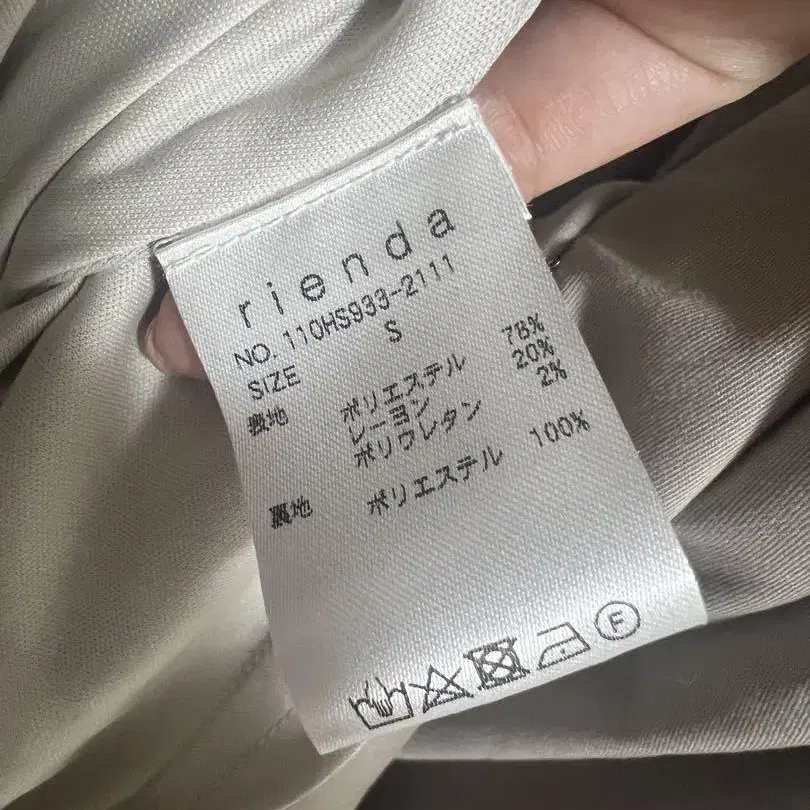 rienda
NO. 110HS933-2111
SIZE S
表地 ポリエステル 78%
レーヨン 20%
ポリウレタン 2%
裏地 ポリエステル 100%
F